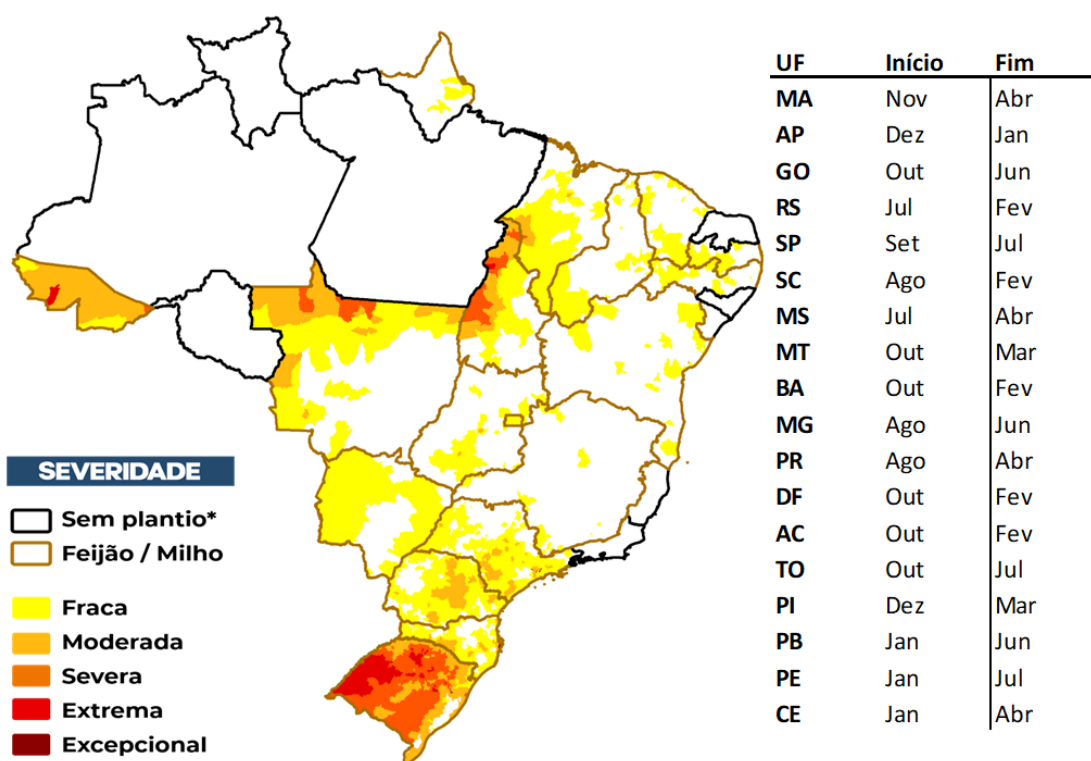 UF Início Fim
MA Nov Abr
AP Dez Jan
GO Out Jun
RS Jul Fev
SP Set Jul
SC Ago Fev
MS Jul Abr
MT Out Mar
BA Out Fev
MG Ago Jun
PR Ago Abr
DF Out Fev
AC Out Fev
TO Out Jul
PI Dez Mar
PB Jan Jun
PE Jan Jul
CE Jan Abr
SEVERIDADE
Sem plantio*
Feijão / Milho
Fraca
Moderada
Severa
Extrema
Excepcional